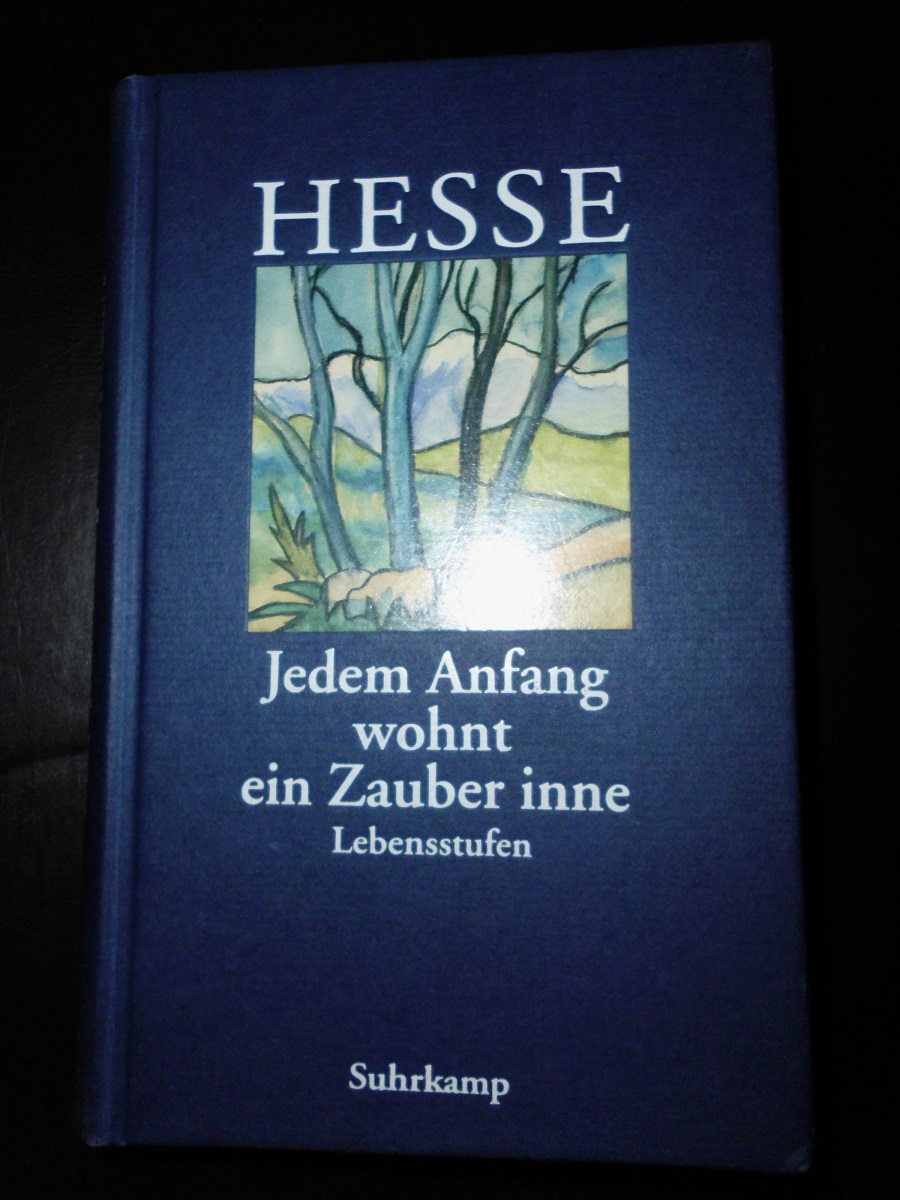 HESSE
Jedem Anfang
wohnt
ein Zauber inne
Lebensstufen
Suhrkamp